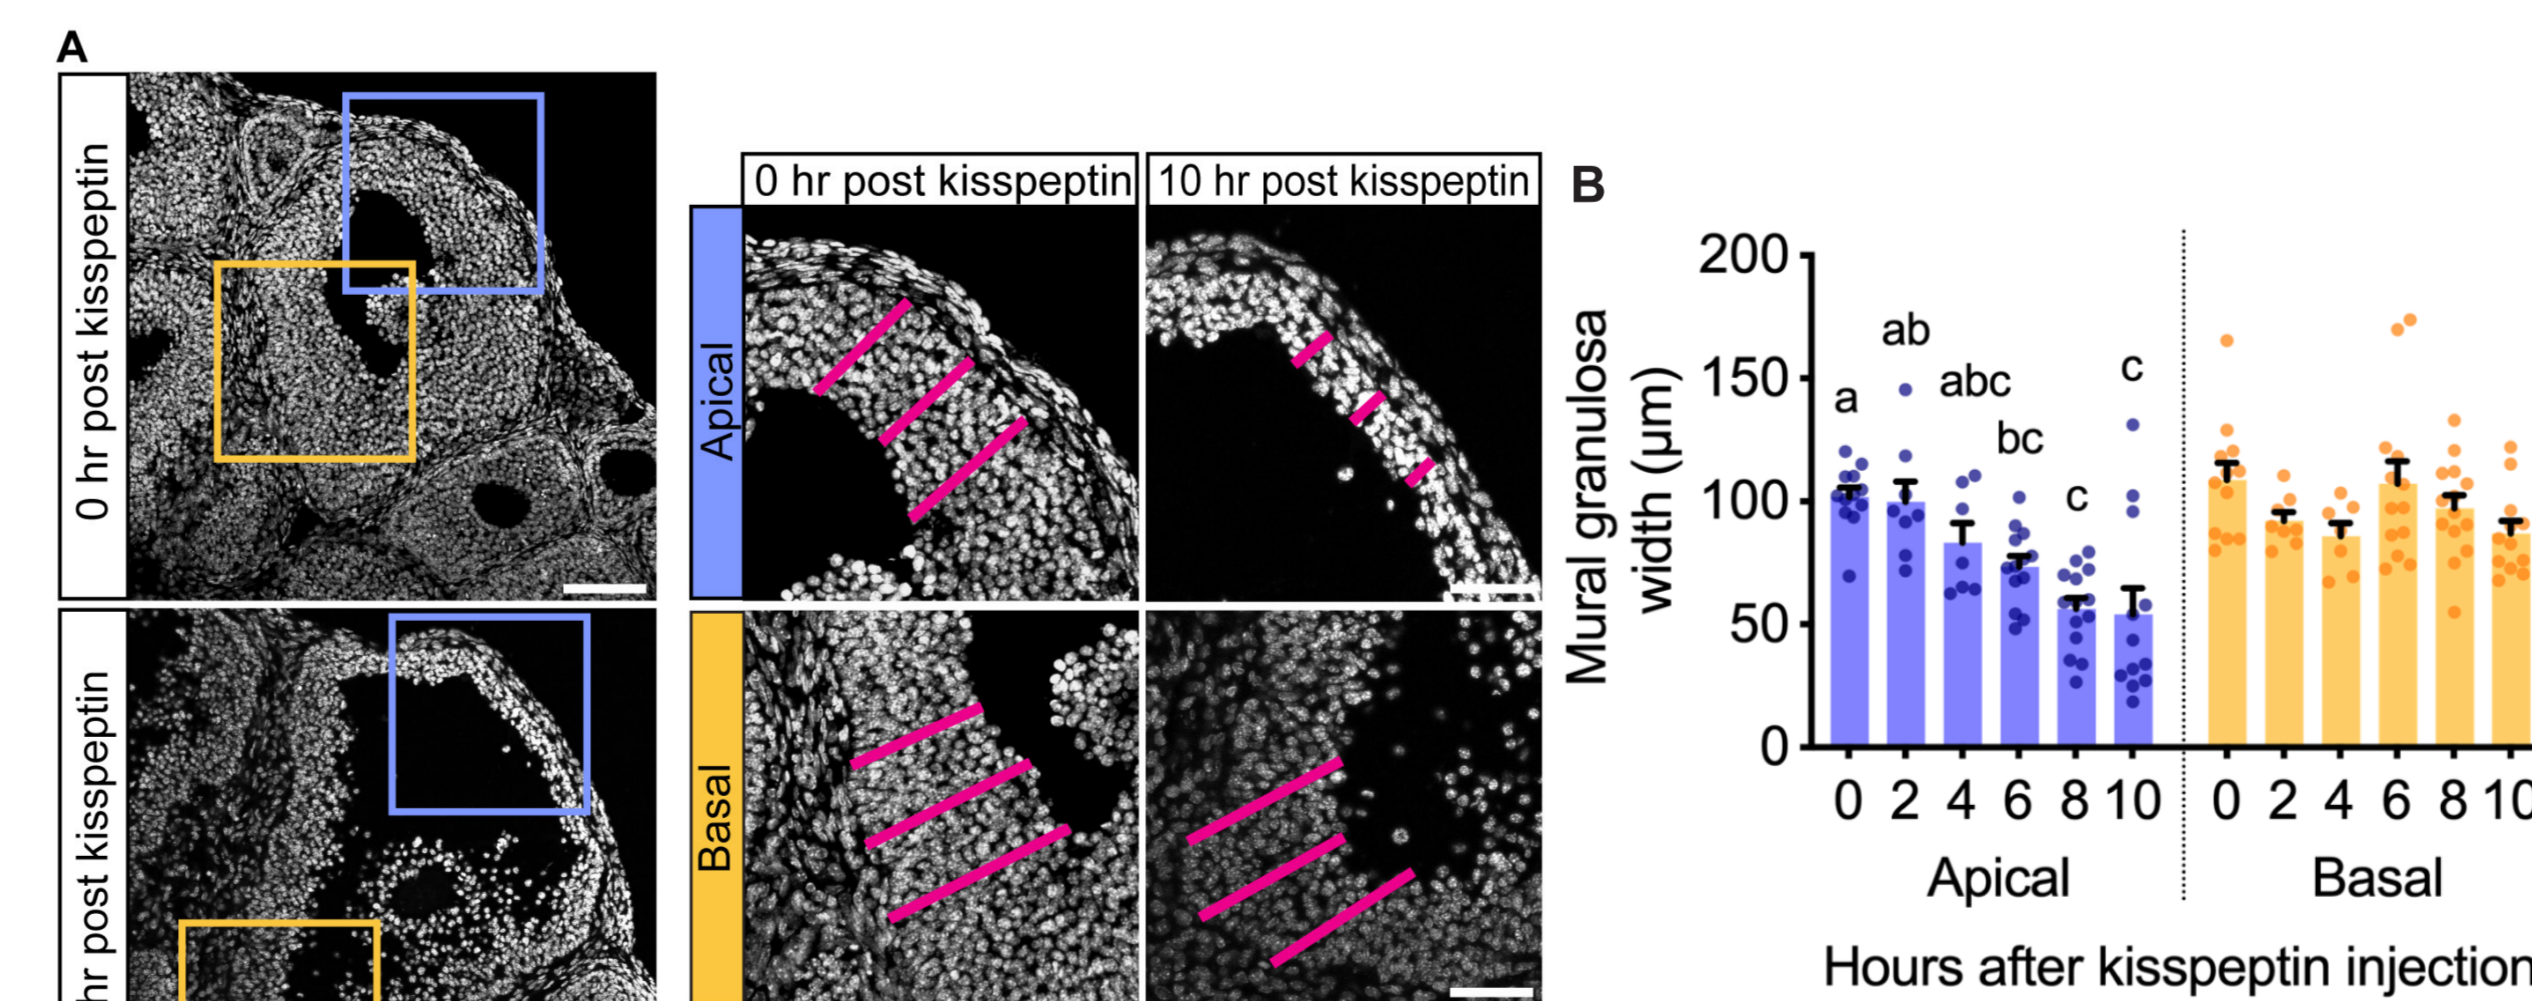 A
0 hr post kisspeptin
hr post kisspeptin
0 hr post kisspeptin
10 hr post kisspeptin
Apical
Basal
B
Mural granulosa
width (μm)
200
150
100
50
0
a
ab
abc
bc
c
c
0 2 4 6 8 10
0 2 4 6 8 10
Apical
Basal
Hours after kisspeptin injection